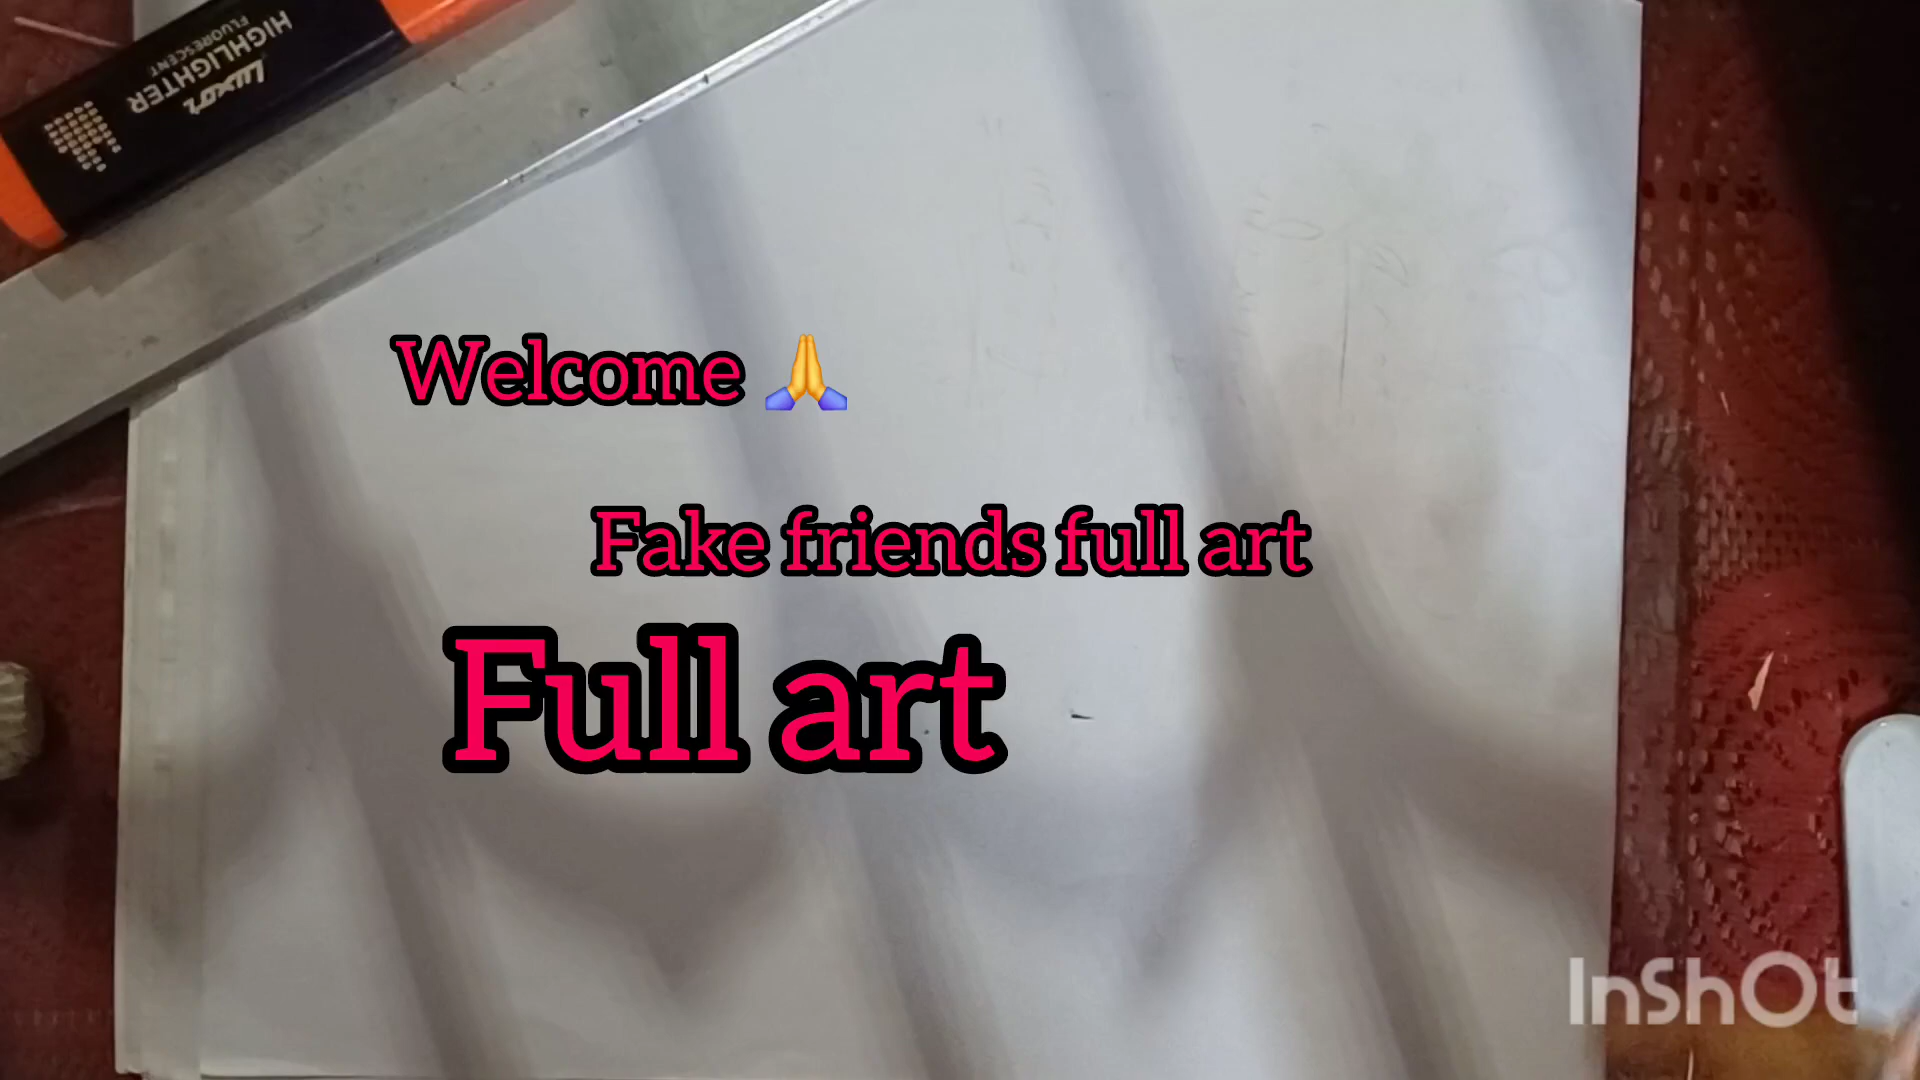 Luxor
HIGHLIGHTER
FLUORESCENT
Welcome 🙏
Fake friends full art
Full art
InShOt